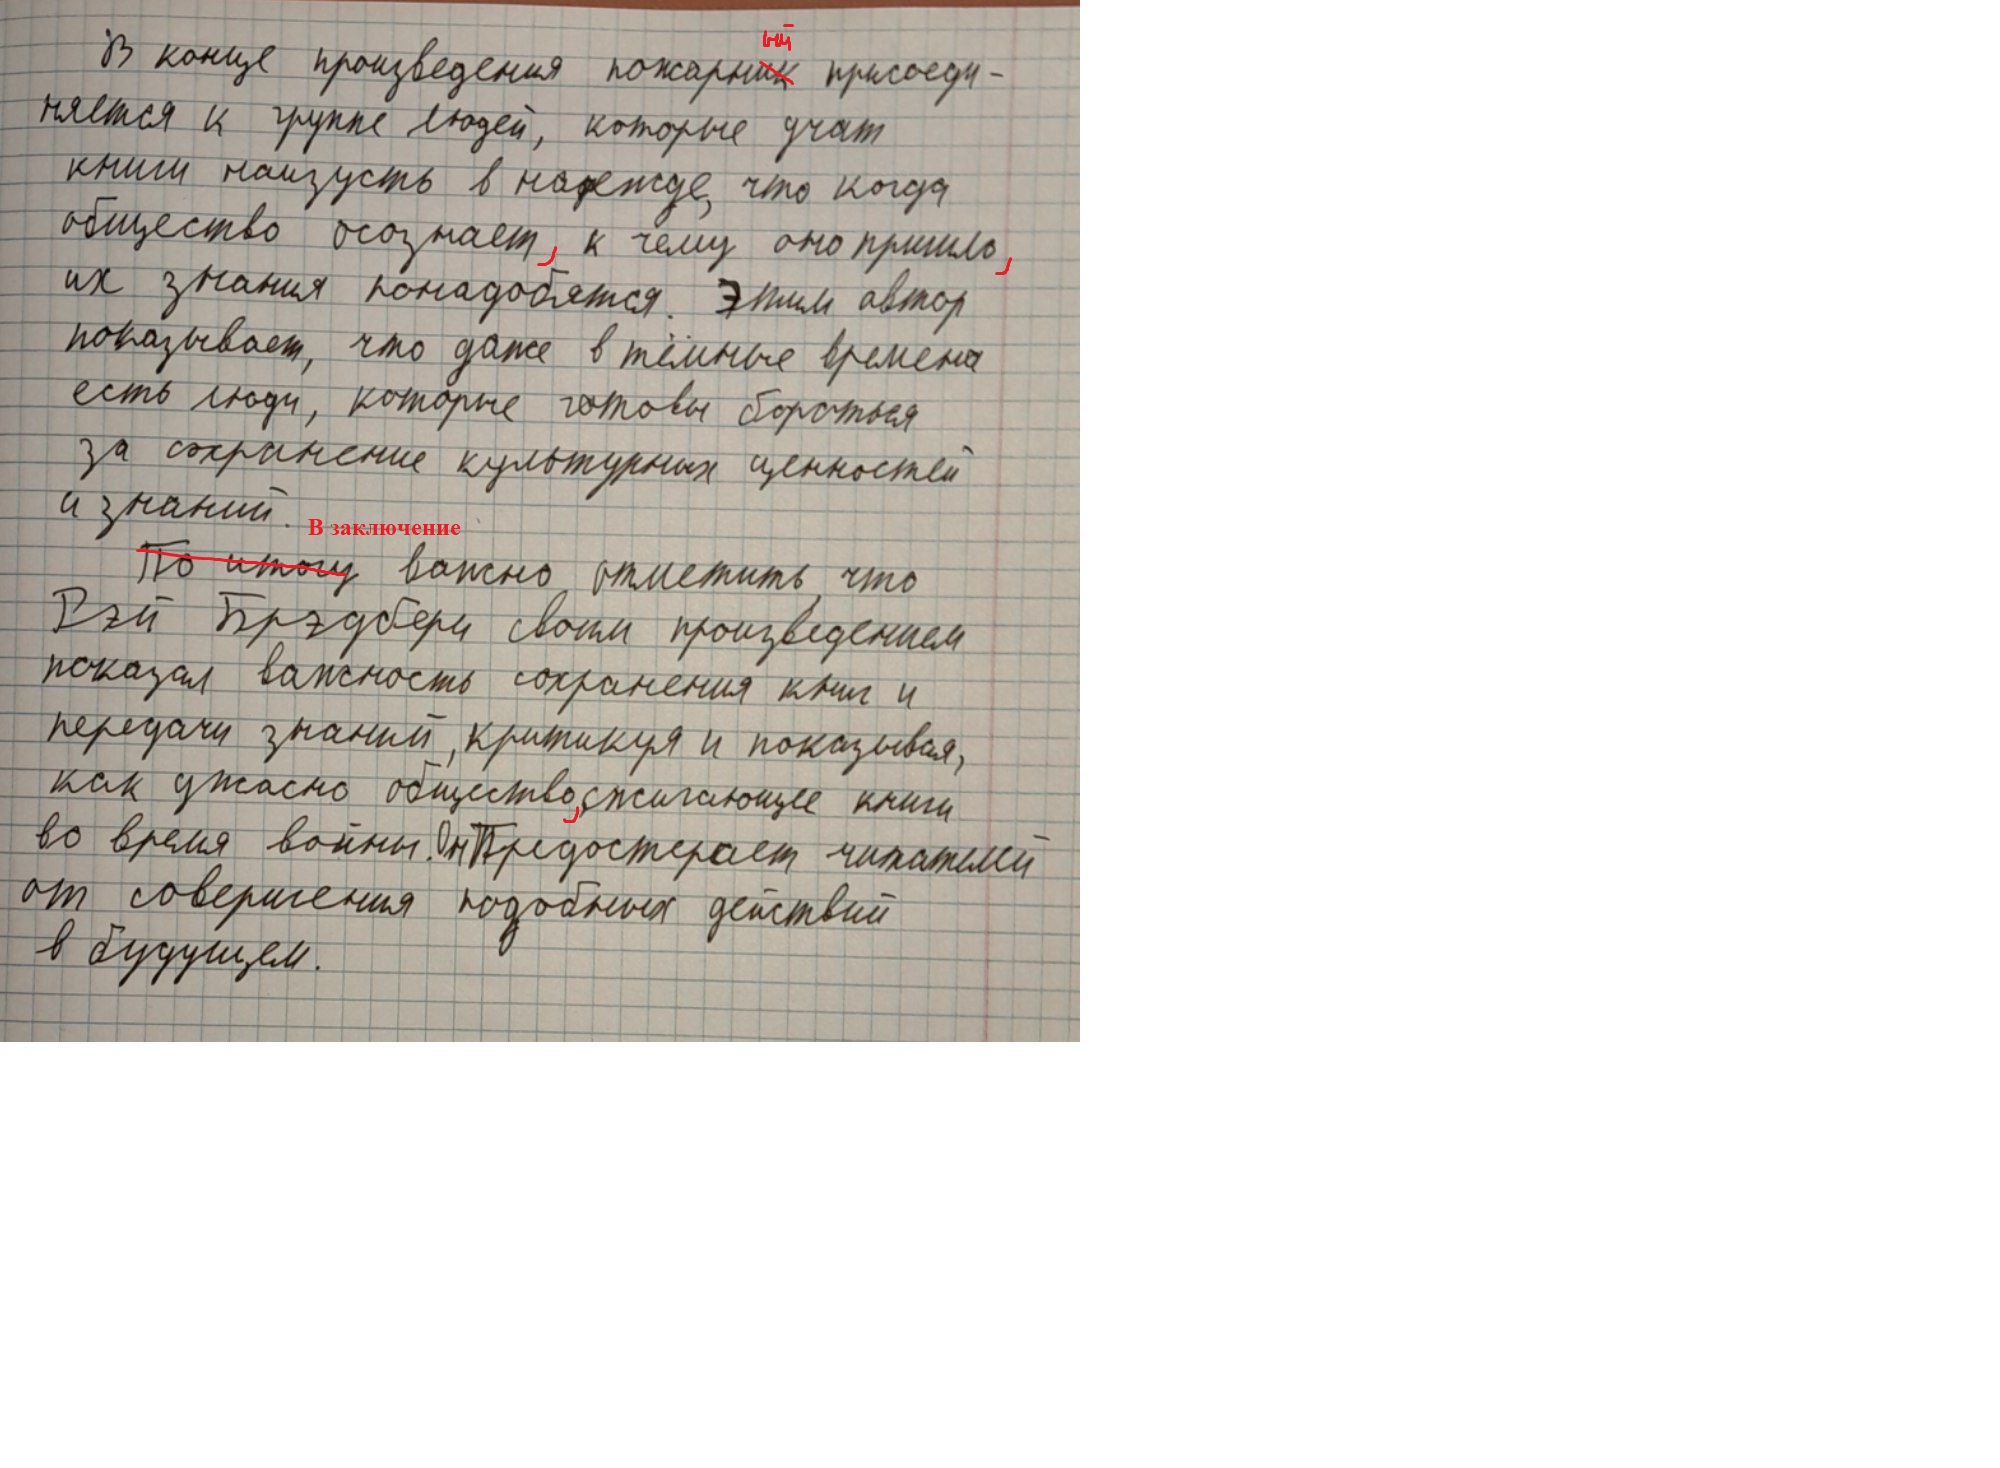 ый
В конце произведения пожарник присоеди-
няется к группе людей, которые учат
книги наизусть в надежде, что когда
общество осознает, к чему оно пришло,
их знания понадобятся. Этим автор
показывает, что даже в тёмные времена
есть люди, которые готовы бороться
за сохранение культурных ценностей
и знаний.
В заключение
По итогу важно отметить, что
Рэй Брэдбери своим произведением
показал важность сохранения книг и
передачи знаний, критикуя и показывая,
как ужасно общество, сжигающее книги
во время войны. Он Предостерегает читателей
от совершения подобных действий
в будущем.